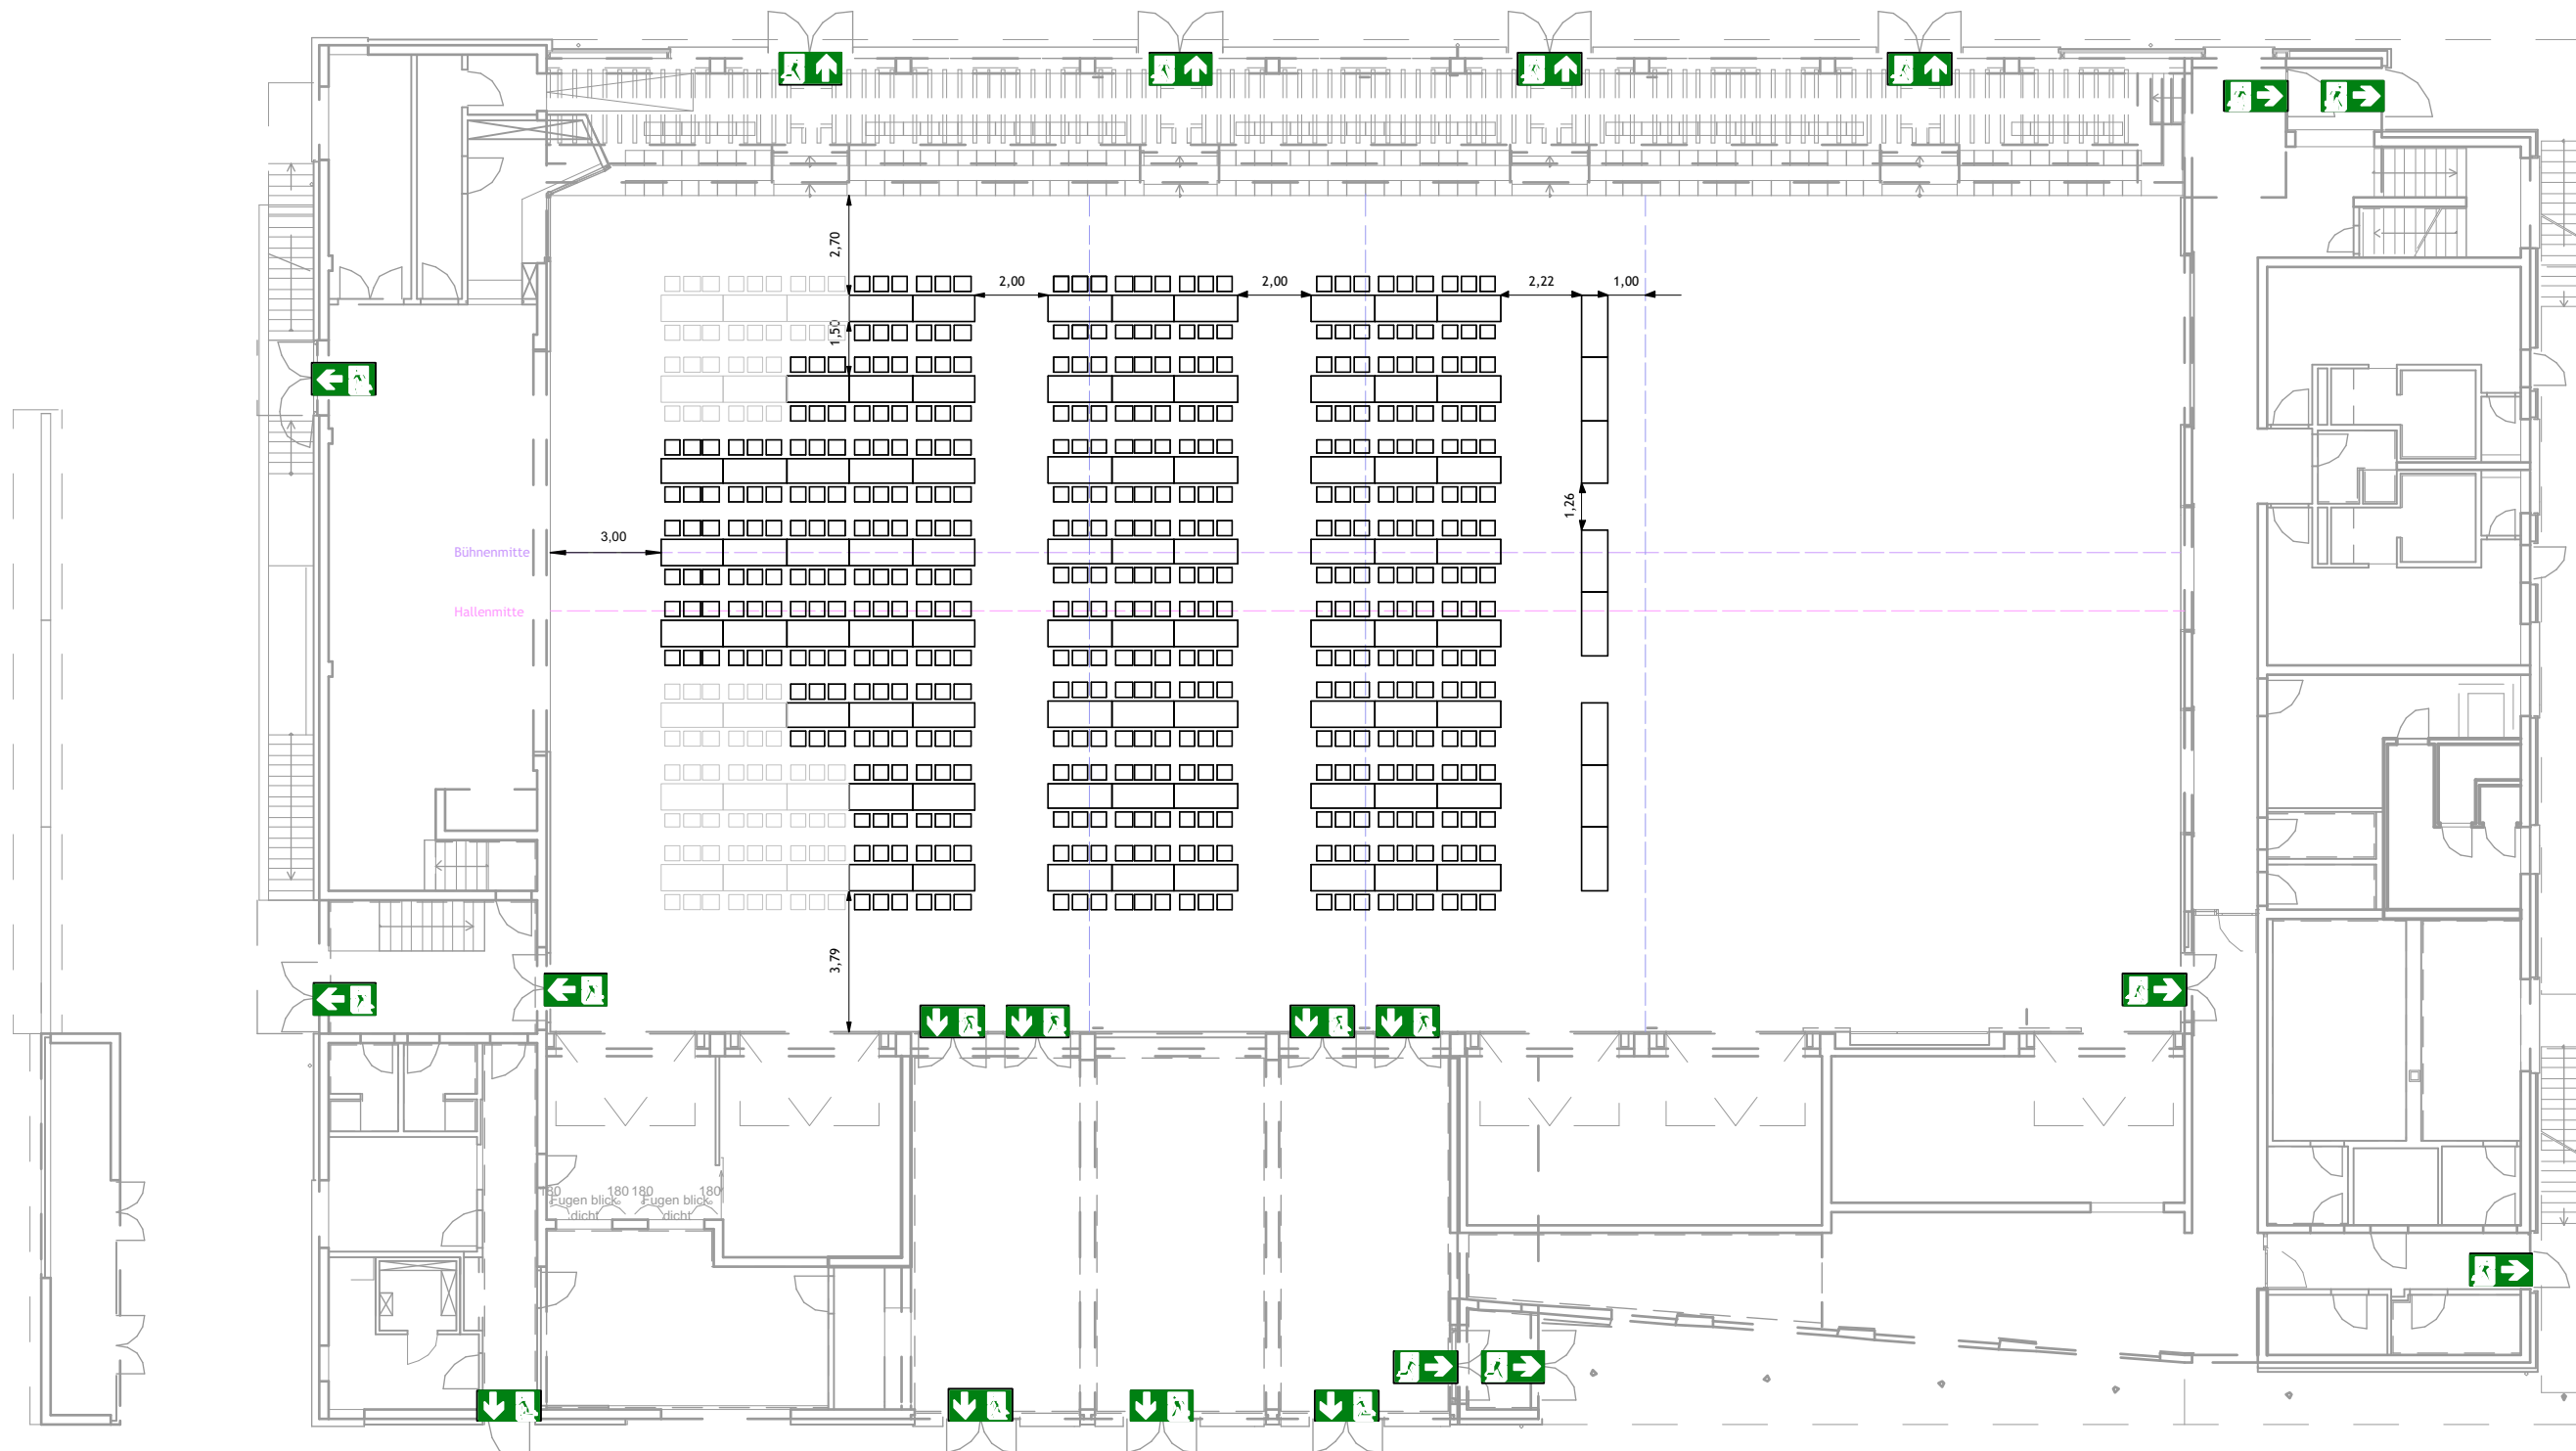 2,70
2,00
2,00
2,22
1,00
1,50
1,26
Bühnenmitte
3,00
Hallenmitte
3,79
180
180
180
180
Fugen blick
Fugen blick
dicht
dicht